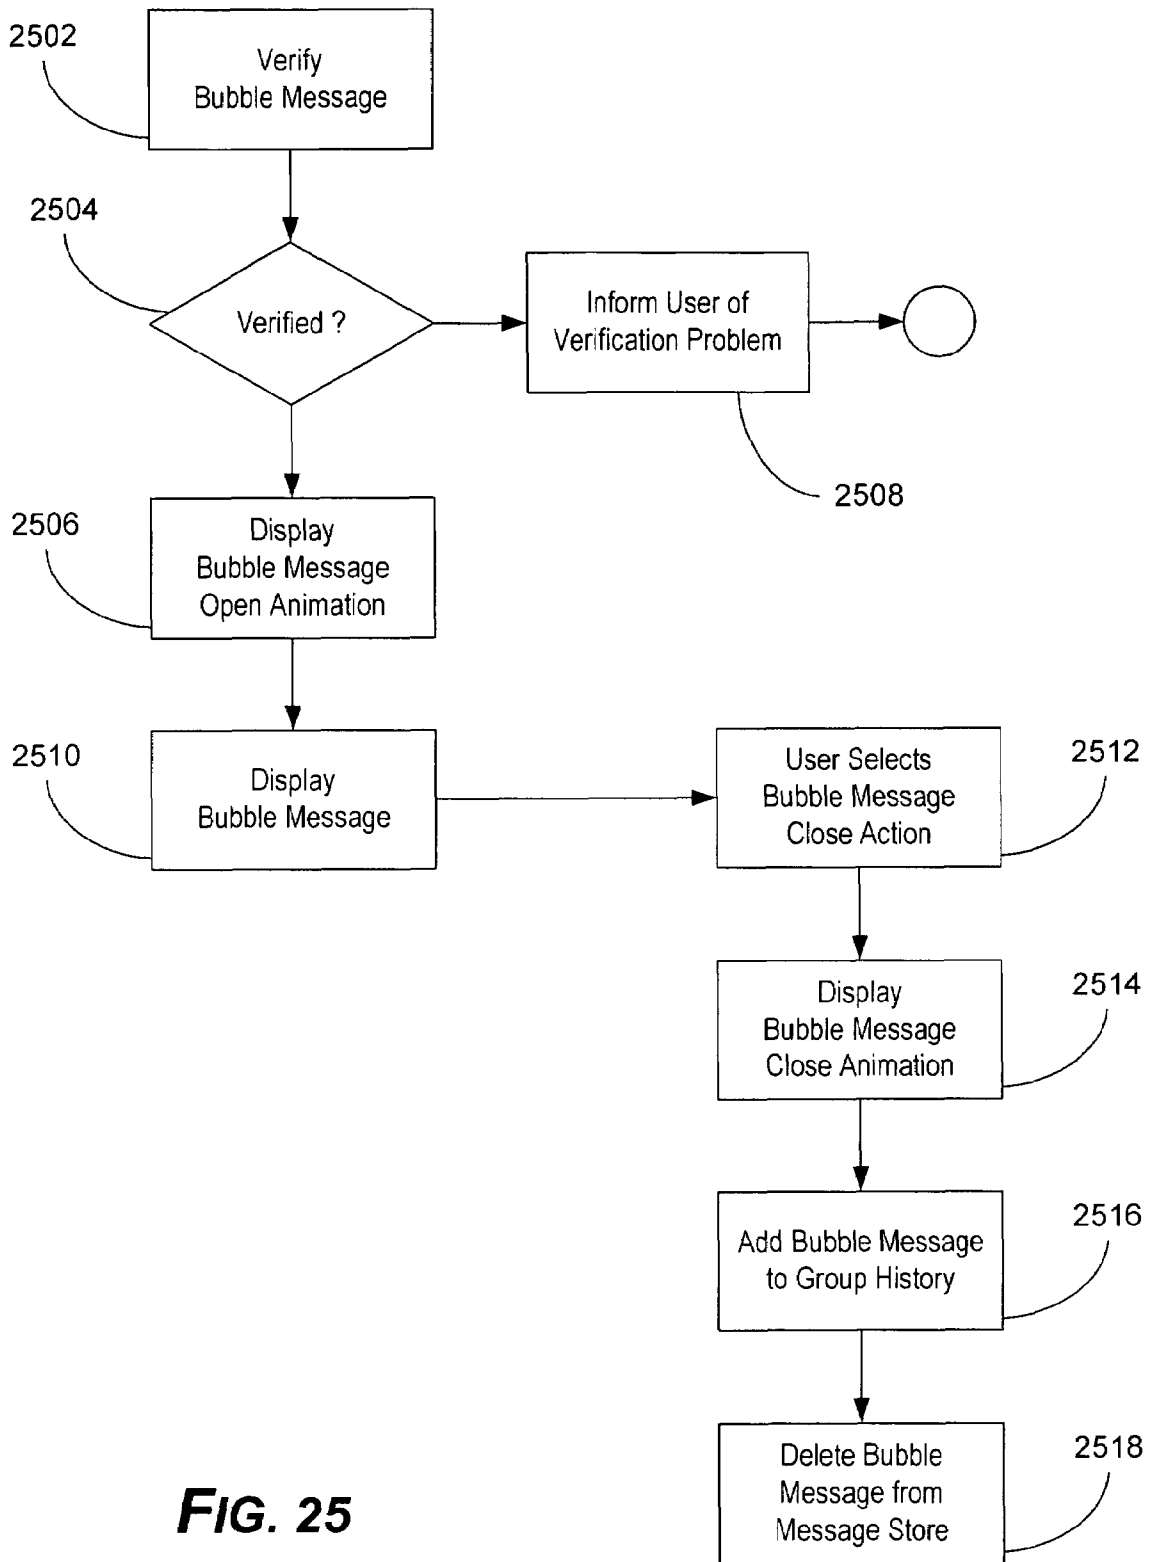 2502
Verify
Bubble Message
2504
Verified ?
Inform User of
Verification Problem
2508
2506
Display
Bubble Message
Open Animation
2510
Display
Bubble Message
User Selects
Bubble Message
Close Action
2512
Display
Bubble Message
Close Animation
2514
Add Bubble Message
to Group History
2516
Delete Bubble
Message from
Message Store
2518
FIG. 25